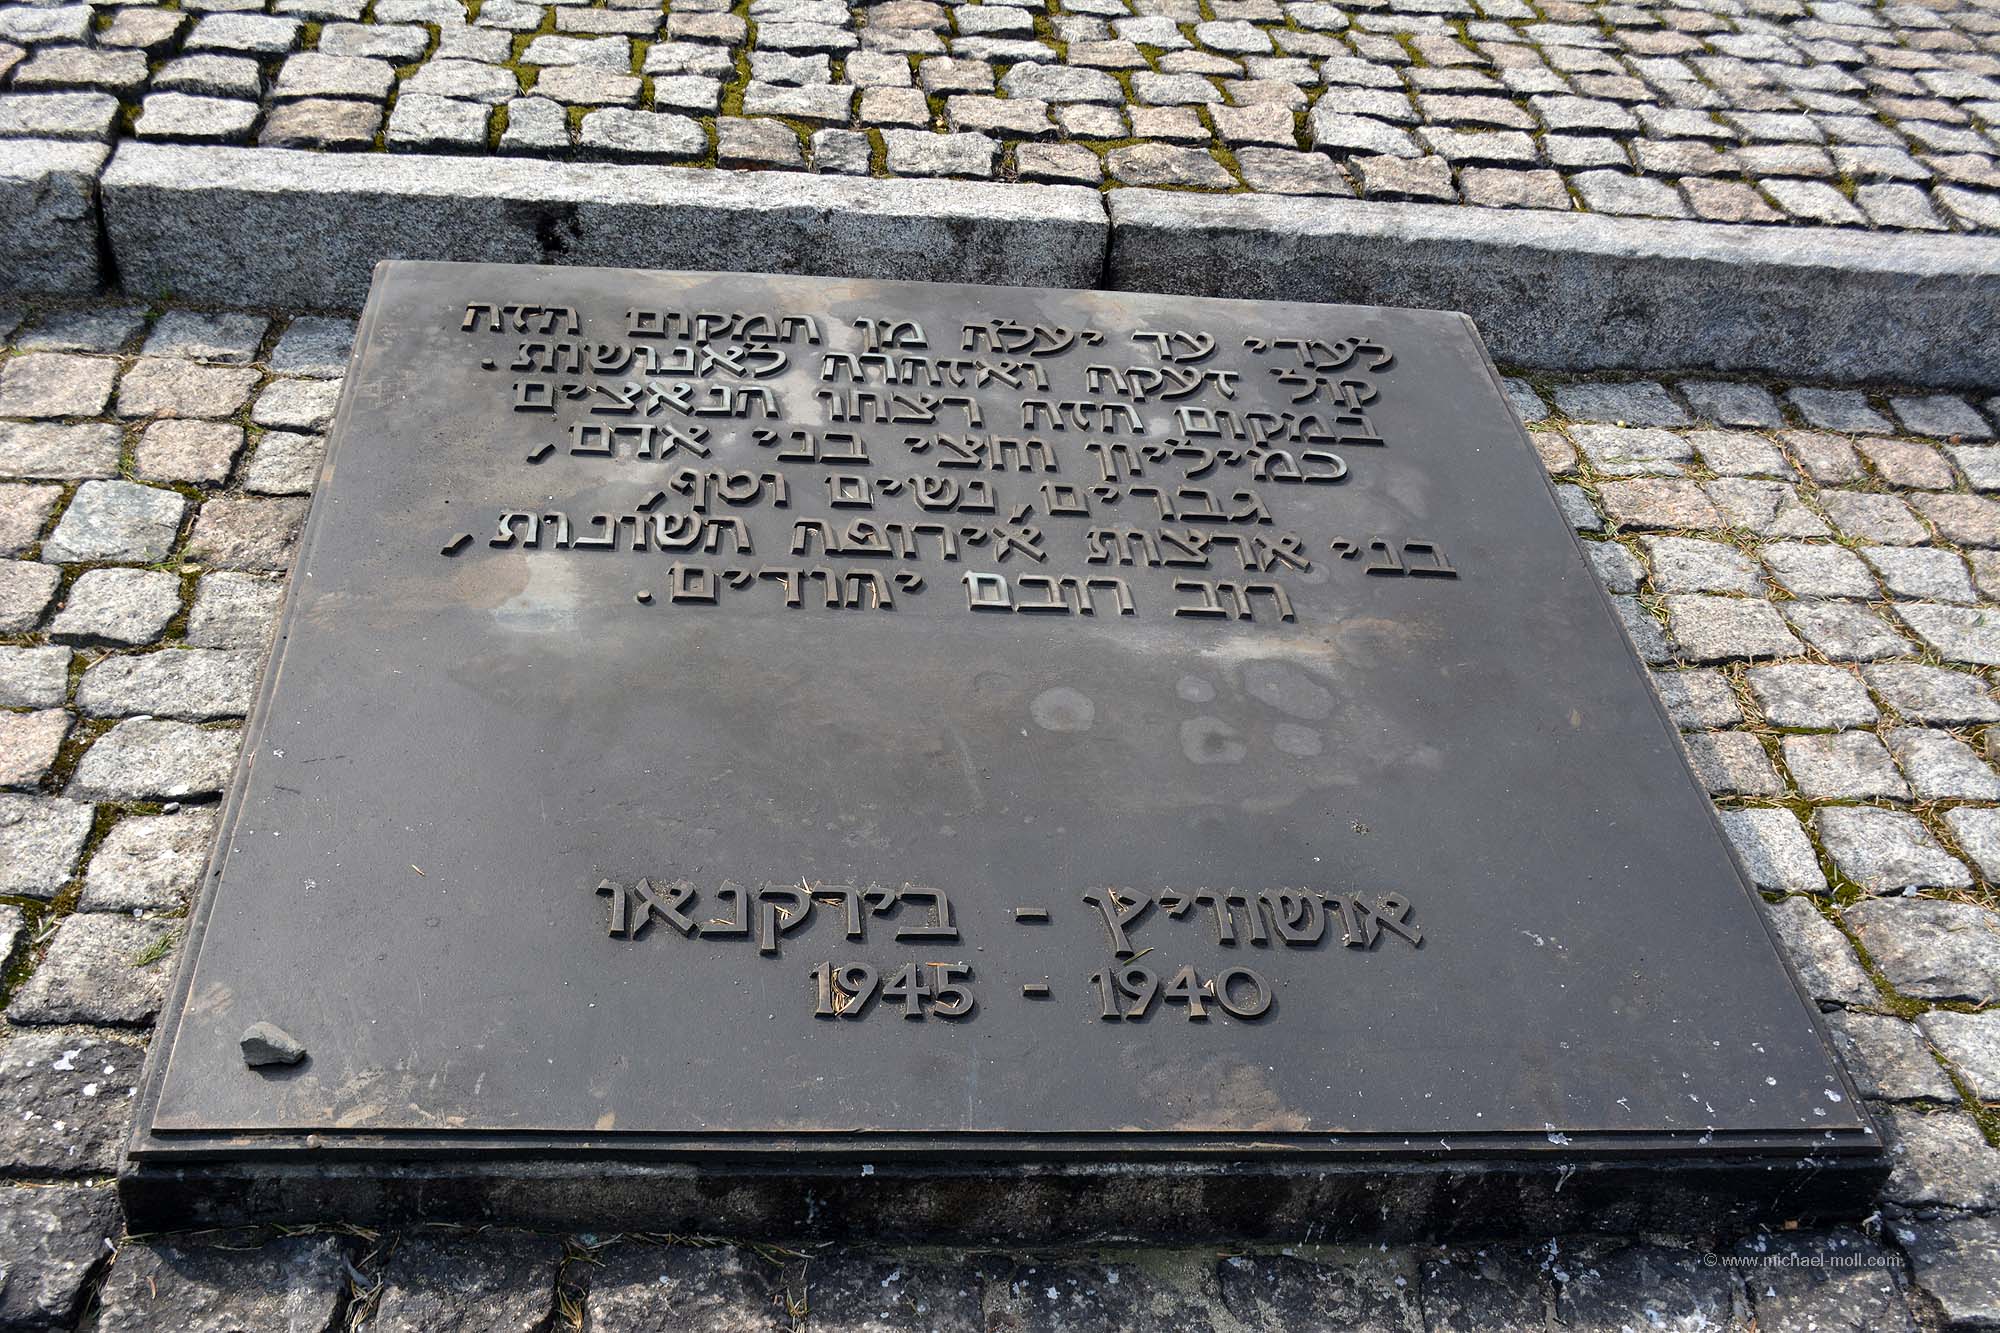 לעדי עד יעלה מן המקום הזה
קול זעקה ואזהרה לאנושות.
במקום הזה רצחו הנאצים
כמיליון וחצי בני אדם,
גברים, נשים וטף,
בני ארצות אירופה השונות,
רוב רובם יהודים.
אושוויץ - בירקנאו
1945 - 1940
© www.michael-moll.com